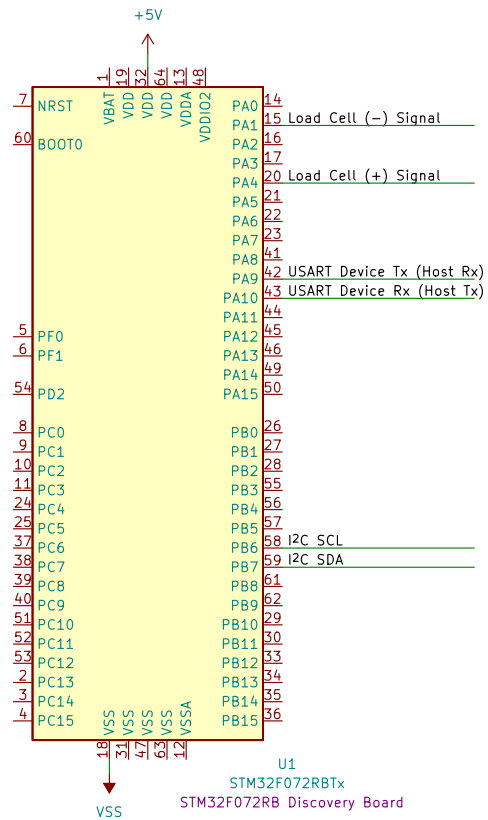 +5V
1 19 32 64 13 48
VBAT VDD VDD VDD VDDA VDDIO2
7 NRST PA0 14
PA1 15 Load Cell (-) Signal
60 BOOT0 PA2 16
PA3 17
PA4 20 Load Cell (+) Signal
PA5 21
PA6 22
PA7 23
PA8 41
PA9 42 USART Device Tx (Host Rx)
PA10 43 USART Device Rx (Host Tx)
PA11 44
5 PF0 PA12 45
6 PF1 PA13 46
PA14 49
54 PD2 PA15 50
8 PC0 PB0 26
9 PC1 PB1 27
10 PC2 PB2 28
11 PC3 PB3 55
24 PC4 PB4 56
25 PC5 PB5 57
37 PC6 PB6 58 I²C SCL
38 PC7 PB7 59 I²C SDA
39 PC8 PB8 61
40 PC9 PB9 62
51 PC10 PB10 29
52 PC11 PB11 30
53 PC12 PB12 33
2 PC13 PB13 34
3 PC14 PB14 35
4 PC15 PB15 36
VSS VSS VSS VSS VSSA
18 31 47 63 12
U1
STM32F072RBTx
STM32F072RB Discovery Board
VSS